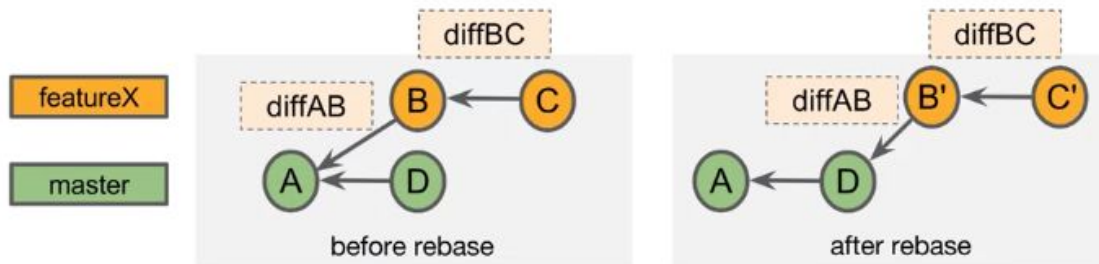 diffBC
featureX
diffAB
B
C
master
A
D
before rebase
diffBC
diffAB
B'
C'
A
D
after rebase